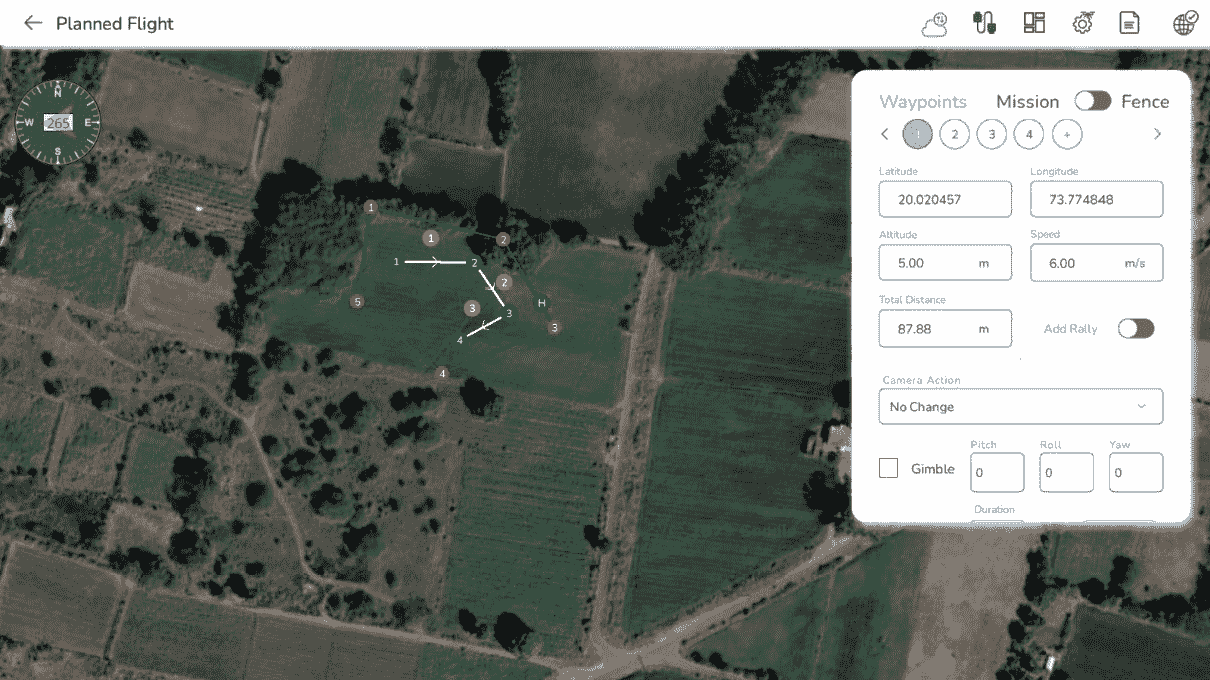 Planned Flight
N
W 265 E
S
Waypoints Mission Fence
1 2 3 4 +
Latitude Longitude
20.020457 73.774848
Altitude Speed
5.00 m 6.00 m/s
Total Distance
87.88 m Add Rally
Camera Action
No Change
Pitch Roll Yaw
Gimble 0 0 0
Duration
1
1 2
1 2
2
5 3 H
3 3
4
4